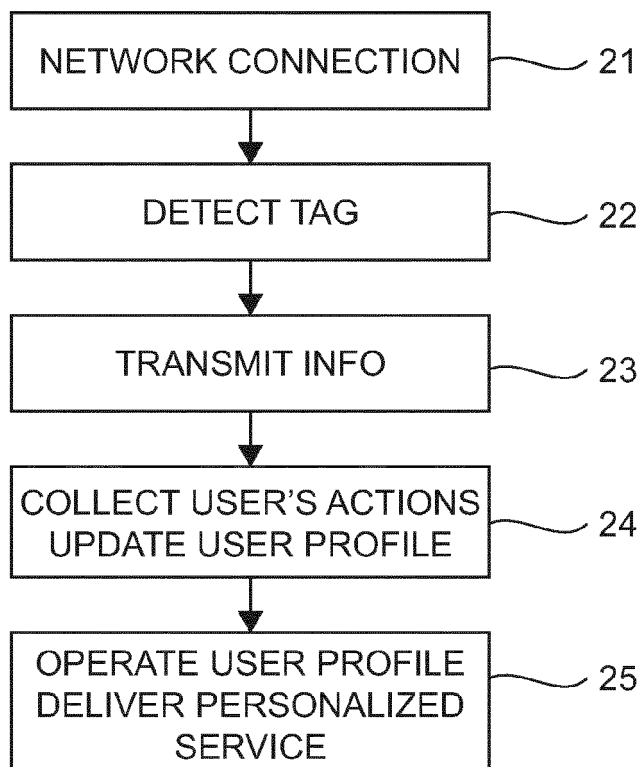 NETWORK CONNECTION 21
DETECT TAG 22
TRANSMIT INFO 23
COLLECT USER'S ACTIONS
UPDATE USER PROFILE 24
OPERATE USER PROFILE
DELIVER PERSONALIZED 25
SERVICE